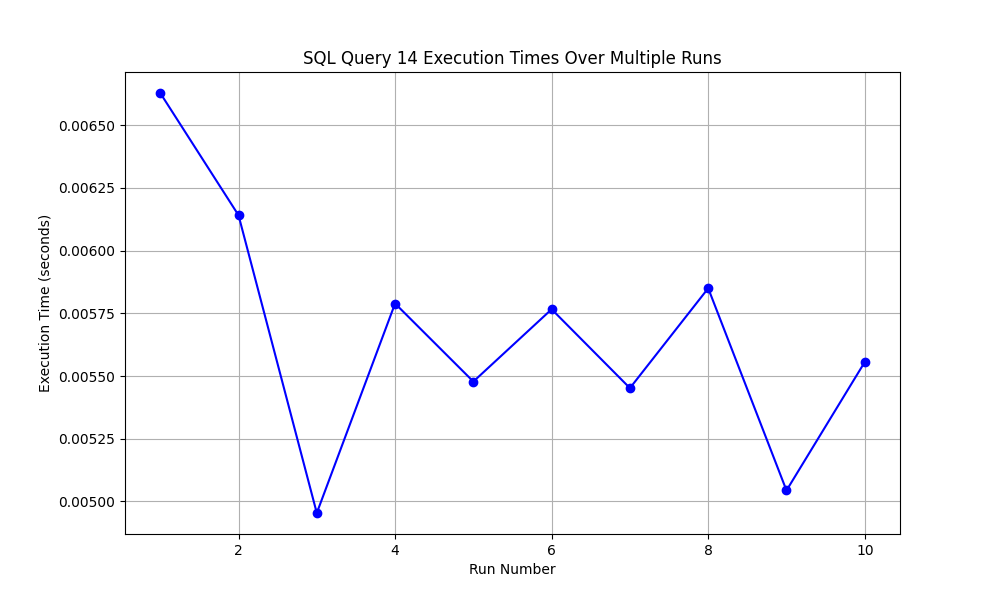 SQL Query 14 Execution Times Over Multiple Runs
Execution Time (seconds)
0.00650
0.00625
0.00600
0.00575
0.00550
0.00525
0.00500
2 4 6 8 10
Run Number